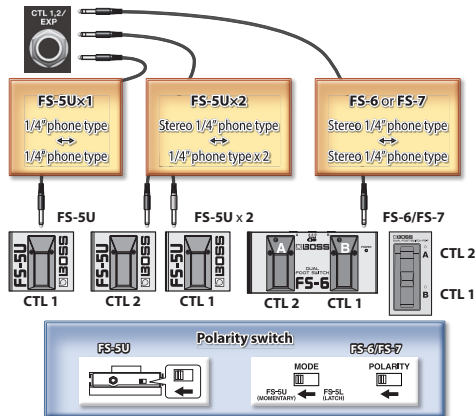 CTL 1,2/
EXP
FS-5U×1
1/4" phone type
1/4" phone type
FS-5U×2
Stereo 1/4" phone type
1/4" phone type x 2
FS-6 or FS-7
Stereo 1/4" phone type
Stereo 1/4" phone type
FS-5U
FS-5U x 2
FS-6/FS-7
FS-5U
BOSS
FS-5U
BOSS
FS-5U
BOSS
A
BOSS
B
DUAL
FOOT SWITCH
FS-6
BOSS
A
B
CTL 2
CTL 1
CTL 1
CTL 2
CTL 1
CTL 2
CTL 1
Polarity switch
FS-5U
FS-6/FS-7
MODE
POLARITY
FS-5U
(MOMENTARY)
FS-5L
(LATCH)